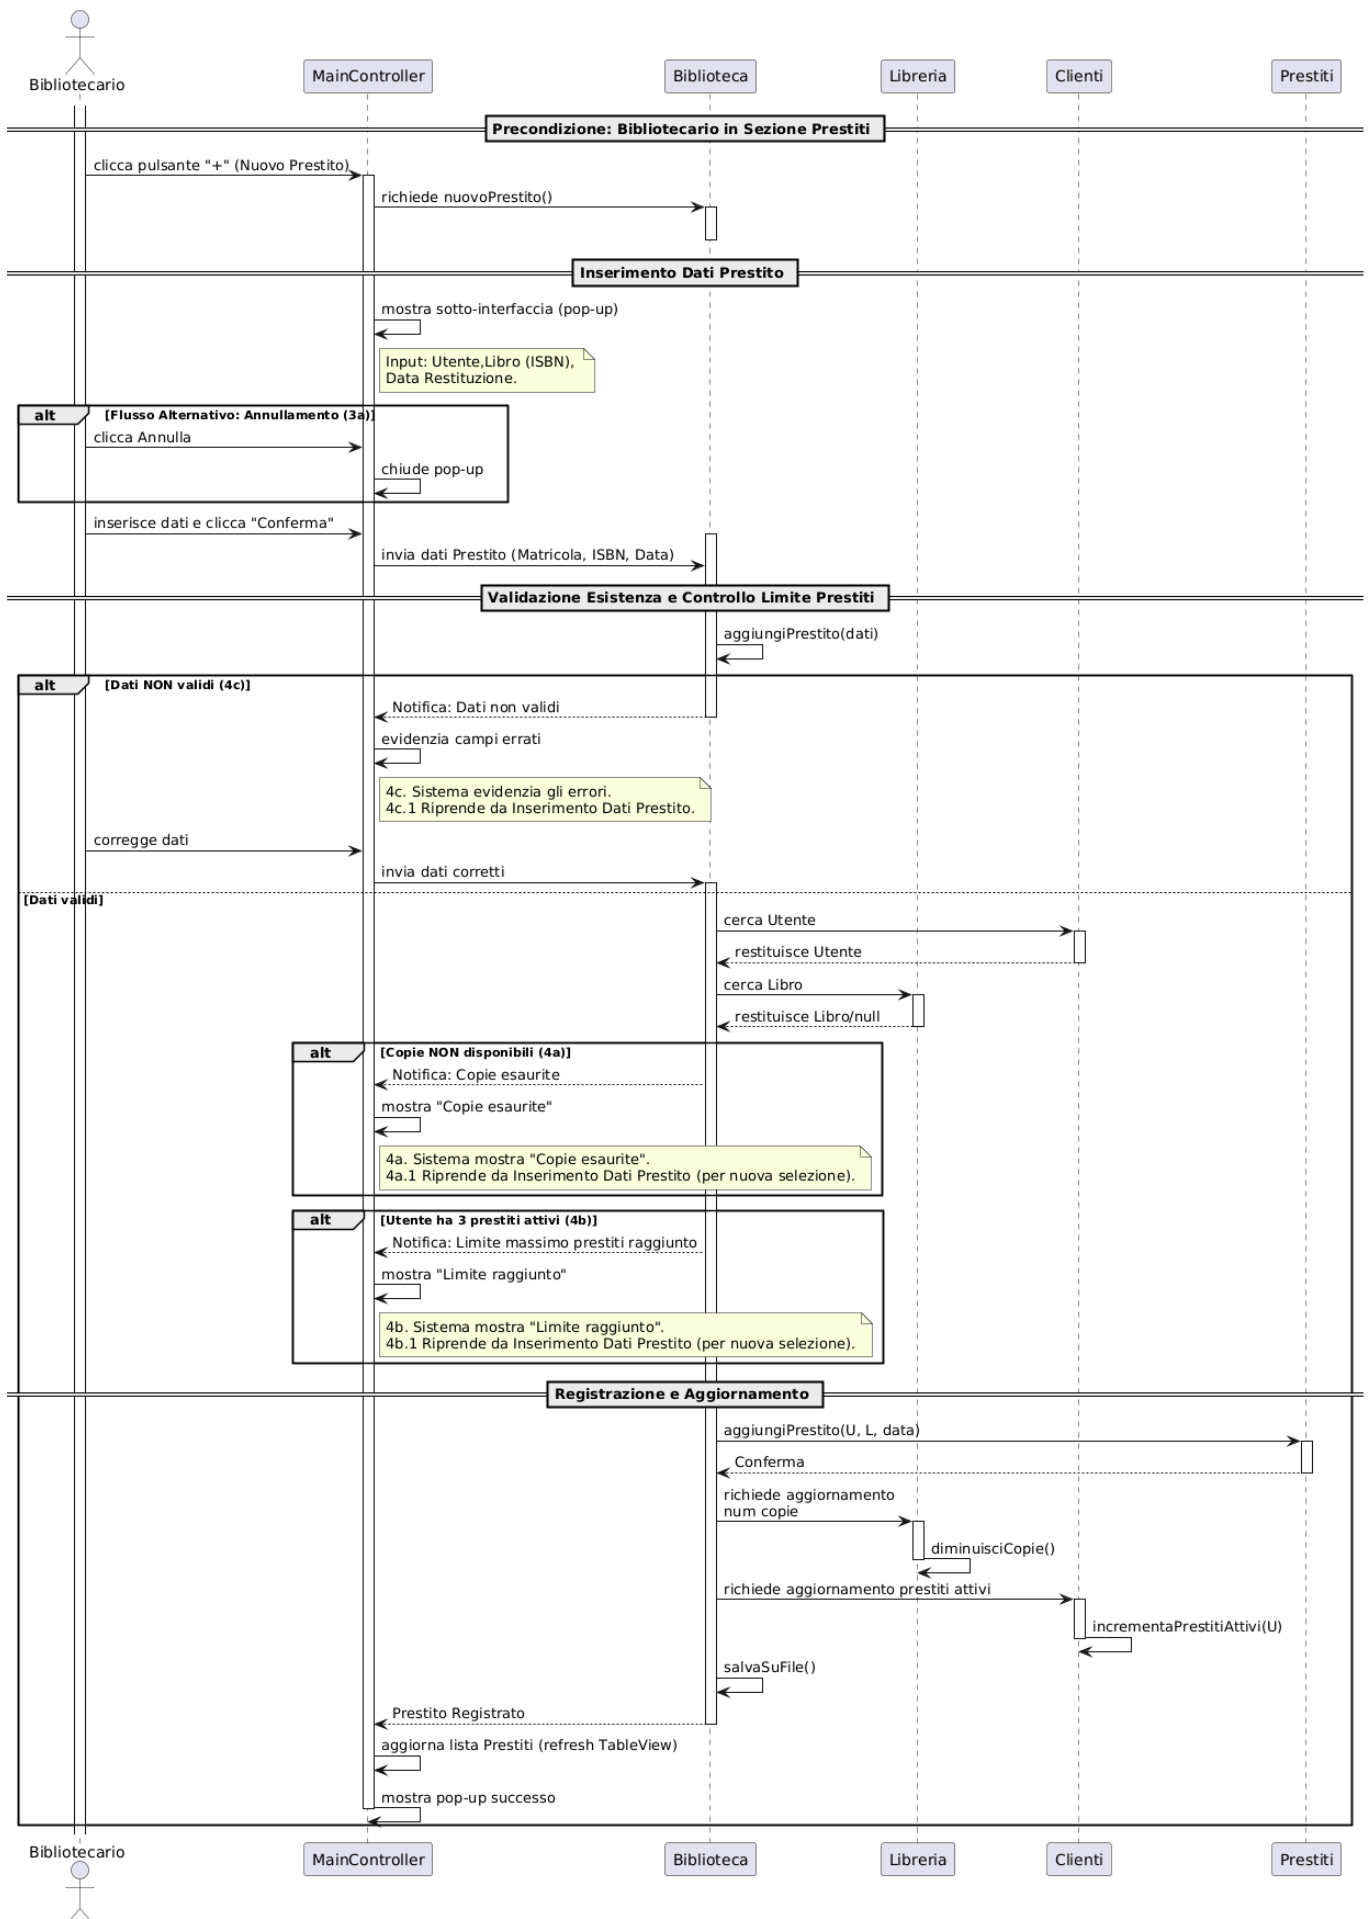 Bibliotecario
MainController
Biblioteca
Libreria
Clienti
Prestiti
Precondizione: Bibliotecario in Sezione Prestiti
clicca pulsante "+" (Nuovo Prestito)
richiede nuovoPrestito()
Inserimento Dati Prestito
mostra sotto-interfaccia (pop-up)
Input: Utente,Libro (ISBN),
Data Restituzione.
alt
[Flusso Alternativo: Annullamento (3a)]
clicca Annulla
chiude pop-up
inserisce dati e clicca "Conferma"
invia dati Prestito (Matricola, ISBN, Data)
Validazione Esistenza e Controllo Limite Prestiti
aggiungiPrestito(dati)
alt
[Dati NON validi (4c)]
Notifica: Dati non validi
evidenzia campi errati
4c. Sistema evidenzia gli errori.
4c.1 Riprende da Inserimento Dati Prestito.
corregge dati
invia dati corretti
[Dati validi]
cerca Utente
restituisce Utente
cerca Libro
restituisce Libro/null
alt
[Copie NON disponibili (4a)]
Notifica: Copie esaurite
mostra "Copie esaurite"
4a. Sistema mostra "Copie esaurite".
4a.1 Riprende da Inserimento Dati Prestito (per nuova selezione).
alt
[Utente ha 3 prestiti attivi (4b)]
Notifica: Limite massimo prestiti raggiunto
mostra "Limite raggiunto"
4b. Sistema mostra "Limite raggiunto".
4b.1 Riprende da Inserimento Dati Prestito (per nuova selezione).
Registrazione e Aggiornamento
aggiungiPrestito(U, L, data)
Conferma
richiede aggiornamento
num copie
diminuisciCopie()
richiede aggiornamento prestiti attivi
incrementaPrestitiAttivi(U)
salvaSuFile()
Prestito Registrato
aggiorna lista Prestiti (refresh TableView)
mostra pop-up successo
Bibliotecario
MainController
Biblioteca
Libreria
Clienti
Prestiti